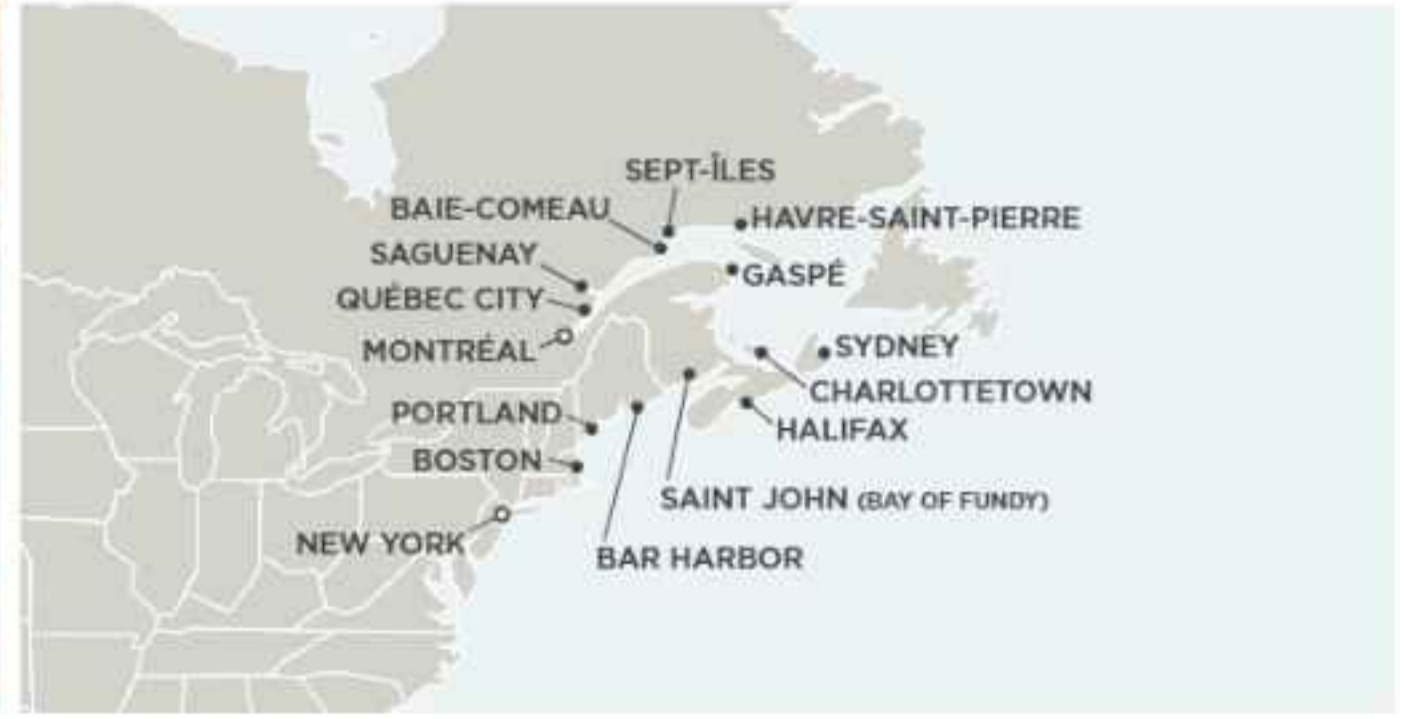 SEPT-ÎLES
BAIE-COMEAU
HAVRE-SAINT-PIERRE
SAGUENAY
GASPÉ
QUÉBEC CITY
MONTRÉAL
SYDNEY
CHARLOTTETOWN
PORTLAND
HALIFAX
BOSTON
SAINT JOHN (BAY OF FUNDY)
NEW YORK
BAR HARBOR